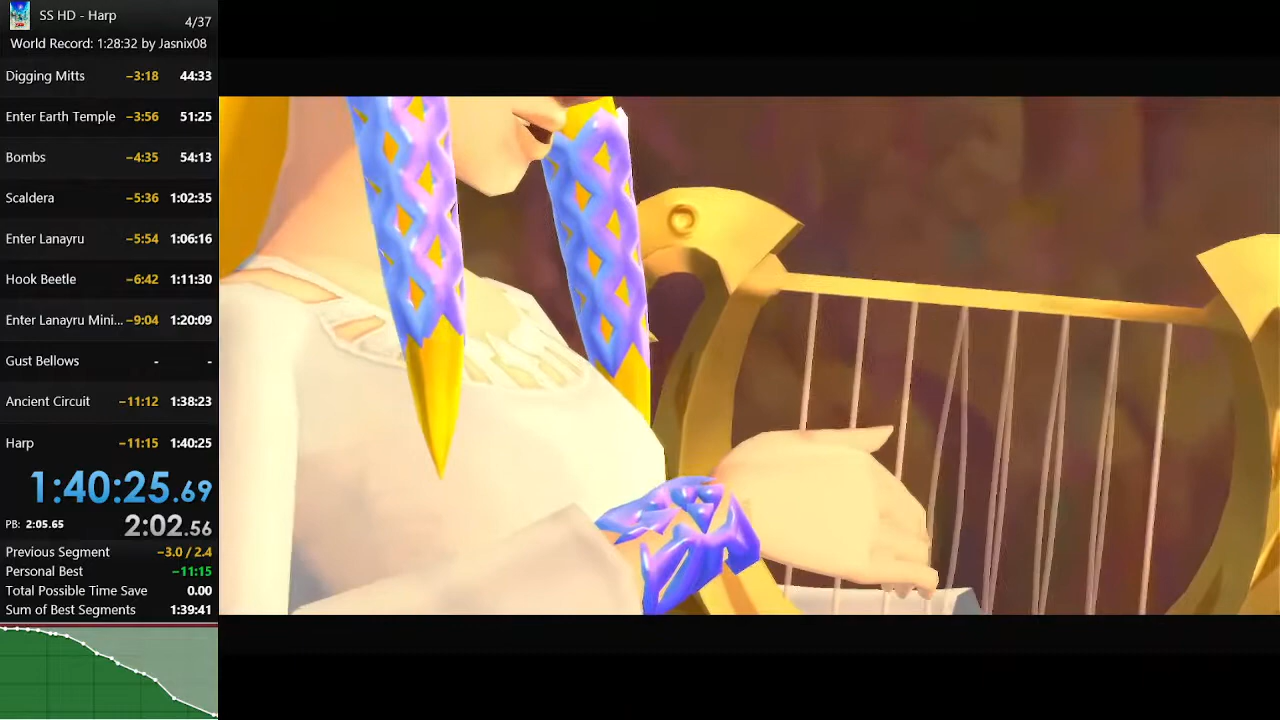 SS HD - Harp
4/37
World Record: 1:28:32 by Jasnix08
Digging Mitts -3:18 44:33
Enter Earth Temple -3:56 51:25
Bombs -4:35 54:13
Scaldera -5:36 1:02:35
Enter Lanayru -5:54 1:06:16
Hook Beetle -6:42 1:11:30
Enter Lanayru Mini... -9:04 1:20:09
Gust Bellows - -
Ancient Circuit -11:12 1:38:23
Harp -11:15 1:40:25
1:40:25.69
PB: 2:05.65 2:02.56
Previous Segment -3.0 / 2.4
Personal Best -11:15
Total Possible Time Save 0.00
Sum of Best Segments 1:39:41